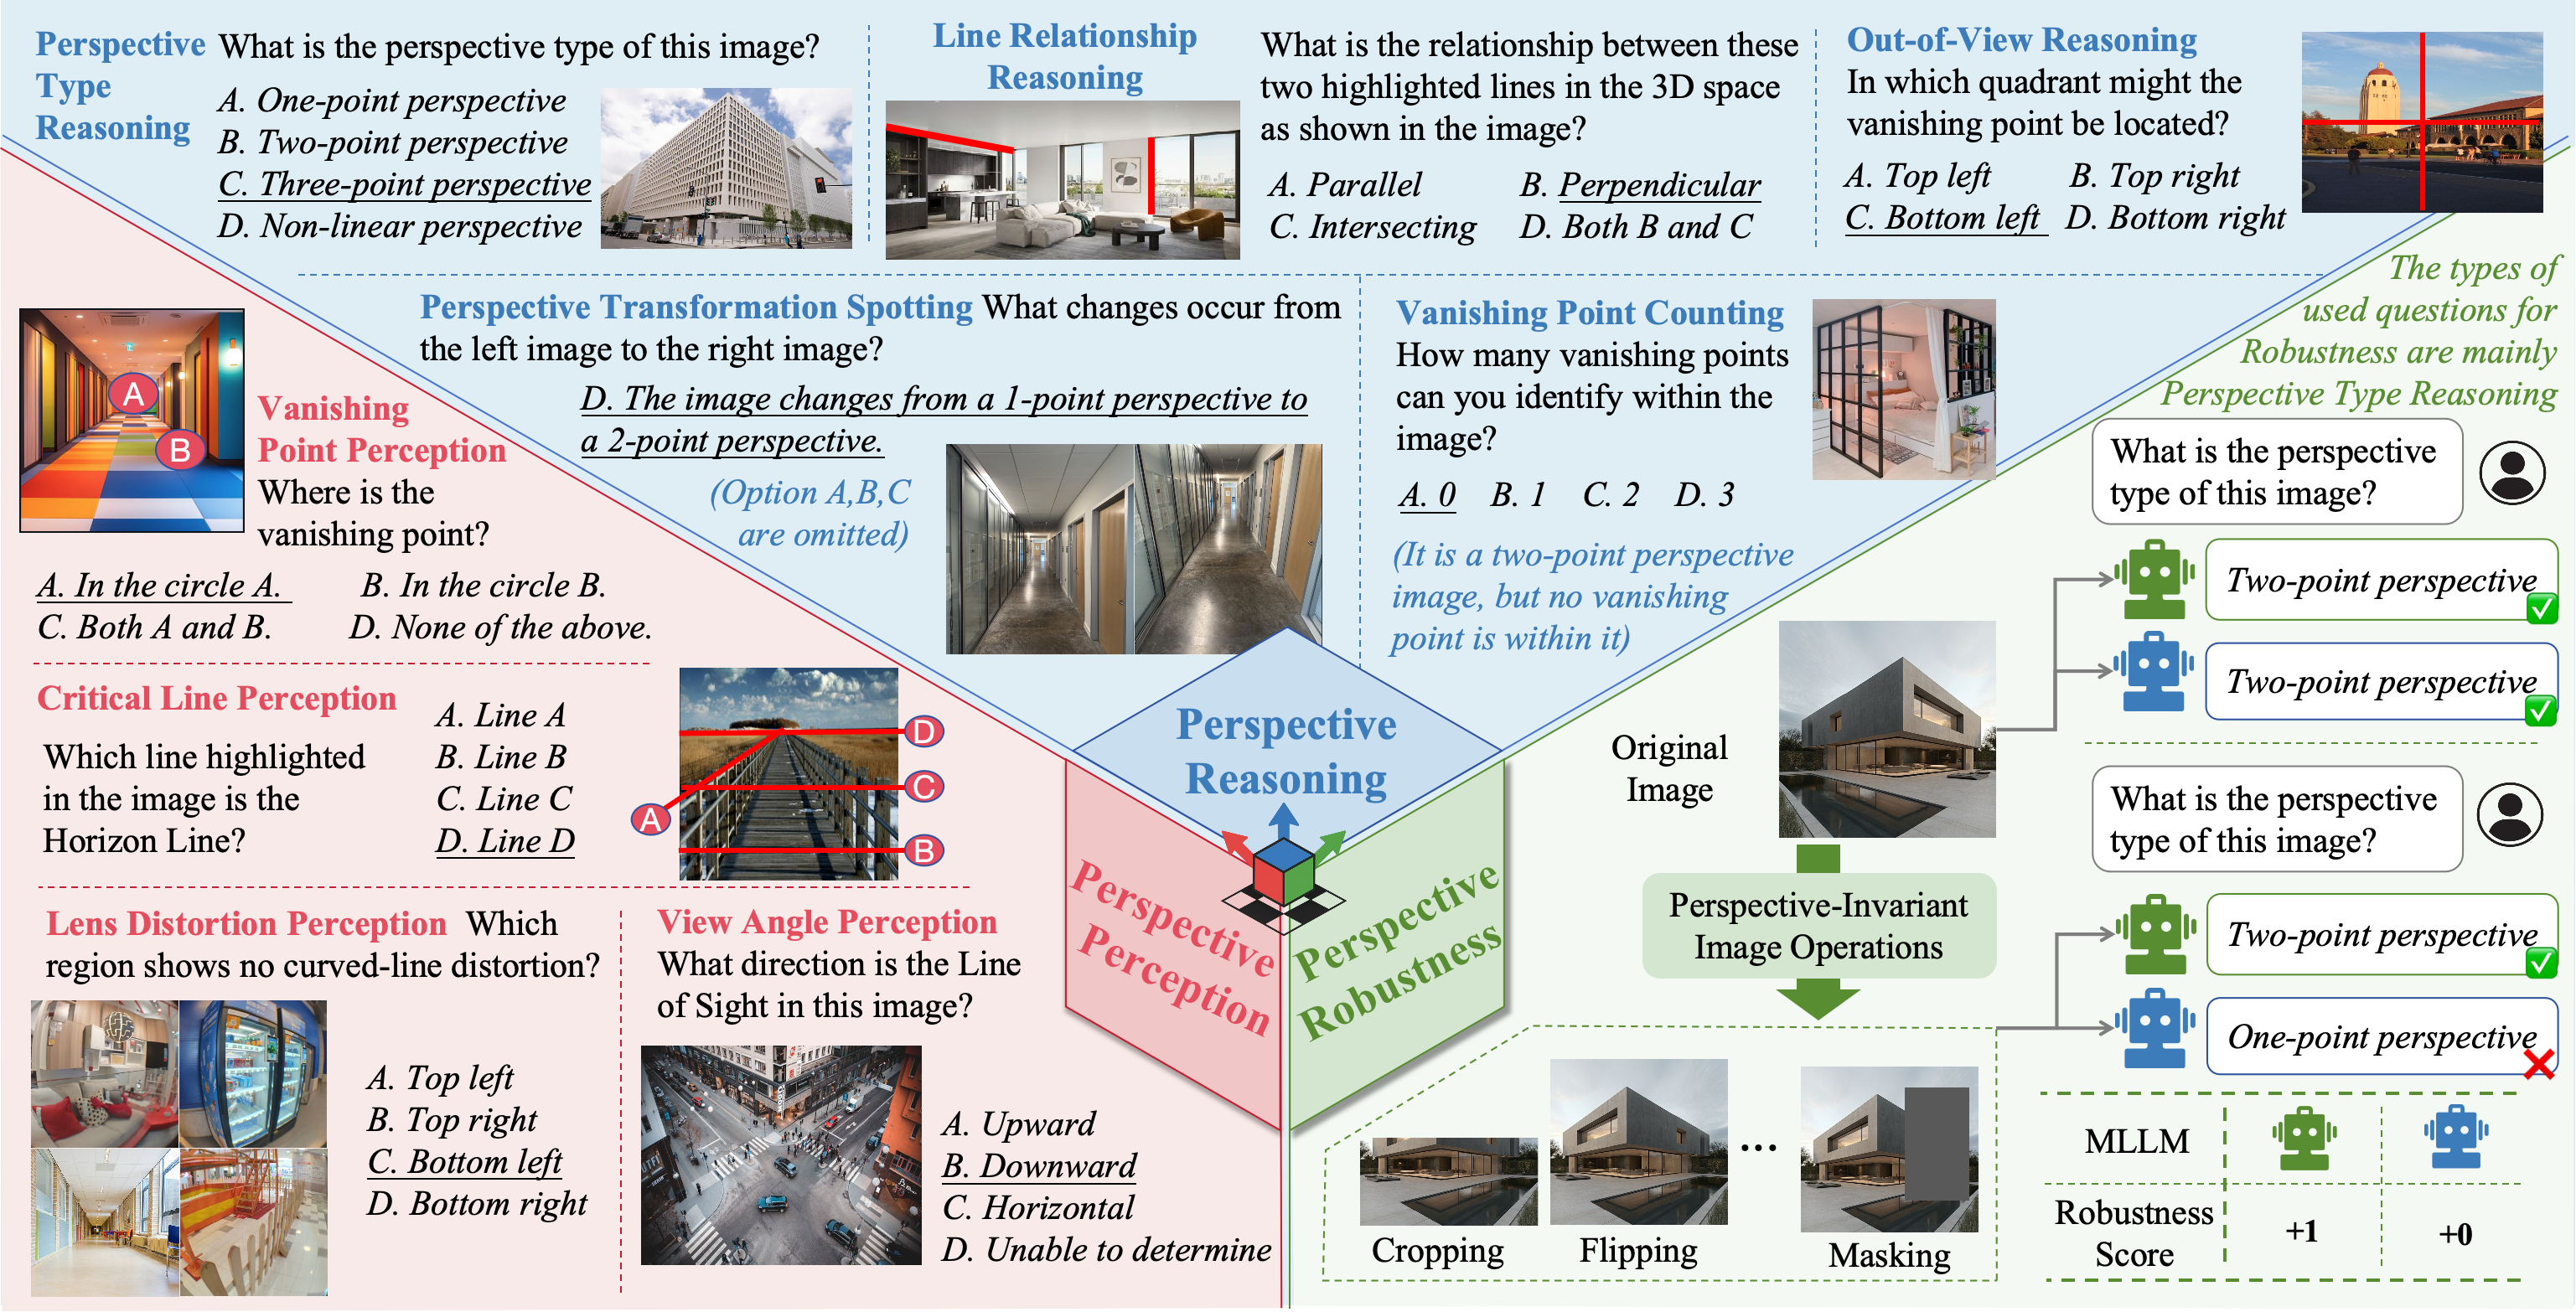 Perspective
Type
Reasoning
What is the perspective type of this image?
A. One-point perspective
B. Two-point perspective
C. Three-point perspective
D. Non-linear perspective
Line Relationship
Reasoning
What is the relationship between these
two highlighted lines in the 3D space
as shown in the image?
A. Parallel
B. Perpendicular
C. Intersecting
D. Both B and C
Out-of-View Reasoning
In which quadrant might the
vanishing point be located?
A. Top left
B. Top right
C. Bottom left
D. Bottom right
Perspective Transformation Spotting What changes occur from
the left image to the right image?
D. The image changes from a 1-point perspective to
a 2-point perspective.
(Option A,B,C
are omitted)
Vanishing Point Counting
How many vanishing points
can you identify within the
image?
A. 0 B. 1 C. 2 D. 3
(It is a two-point perspective
image, but no vanishing
point is within it)
A
B
Vanishing
Point Perception
Where is the
vanishing point?
A. In the circle A.
B. In the circle B.
C. Both A and B.
D. None of the above.
Critical Line Perception
Which line highlighted
in the image is the
Horizon Line?
A. Line A
B. Line B
C. Line C
D. Line D
D
C
A
B
Lens Distortion Perception Which
region shows no curved-line distortion?
A. Top left
B. Top right
C. Bottom left
D. Bottom right
View Angle Perception
What direction is the Line
of Sight in this image?
A. Upward
B. Downward
C. Horizontal
D. Unable to determine
Perspective
Reasoning
Perspective
Perception
Perspective
Robustness
The types of
used questions for
Robustness are mainly
Perspective Type Reasoning
What is the perspective
type of this image?
Two-point perspective
Two-point perspective
Original
Image
Perspective-Invariant
Image Operations
What is the perspective
type of this image?
Two-point perspective
One-point perspective
Cropping
Flipping
...
Masking
MLLM
Robustness
Score
+1
+0